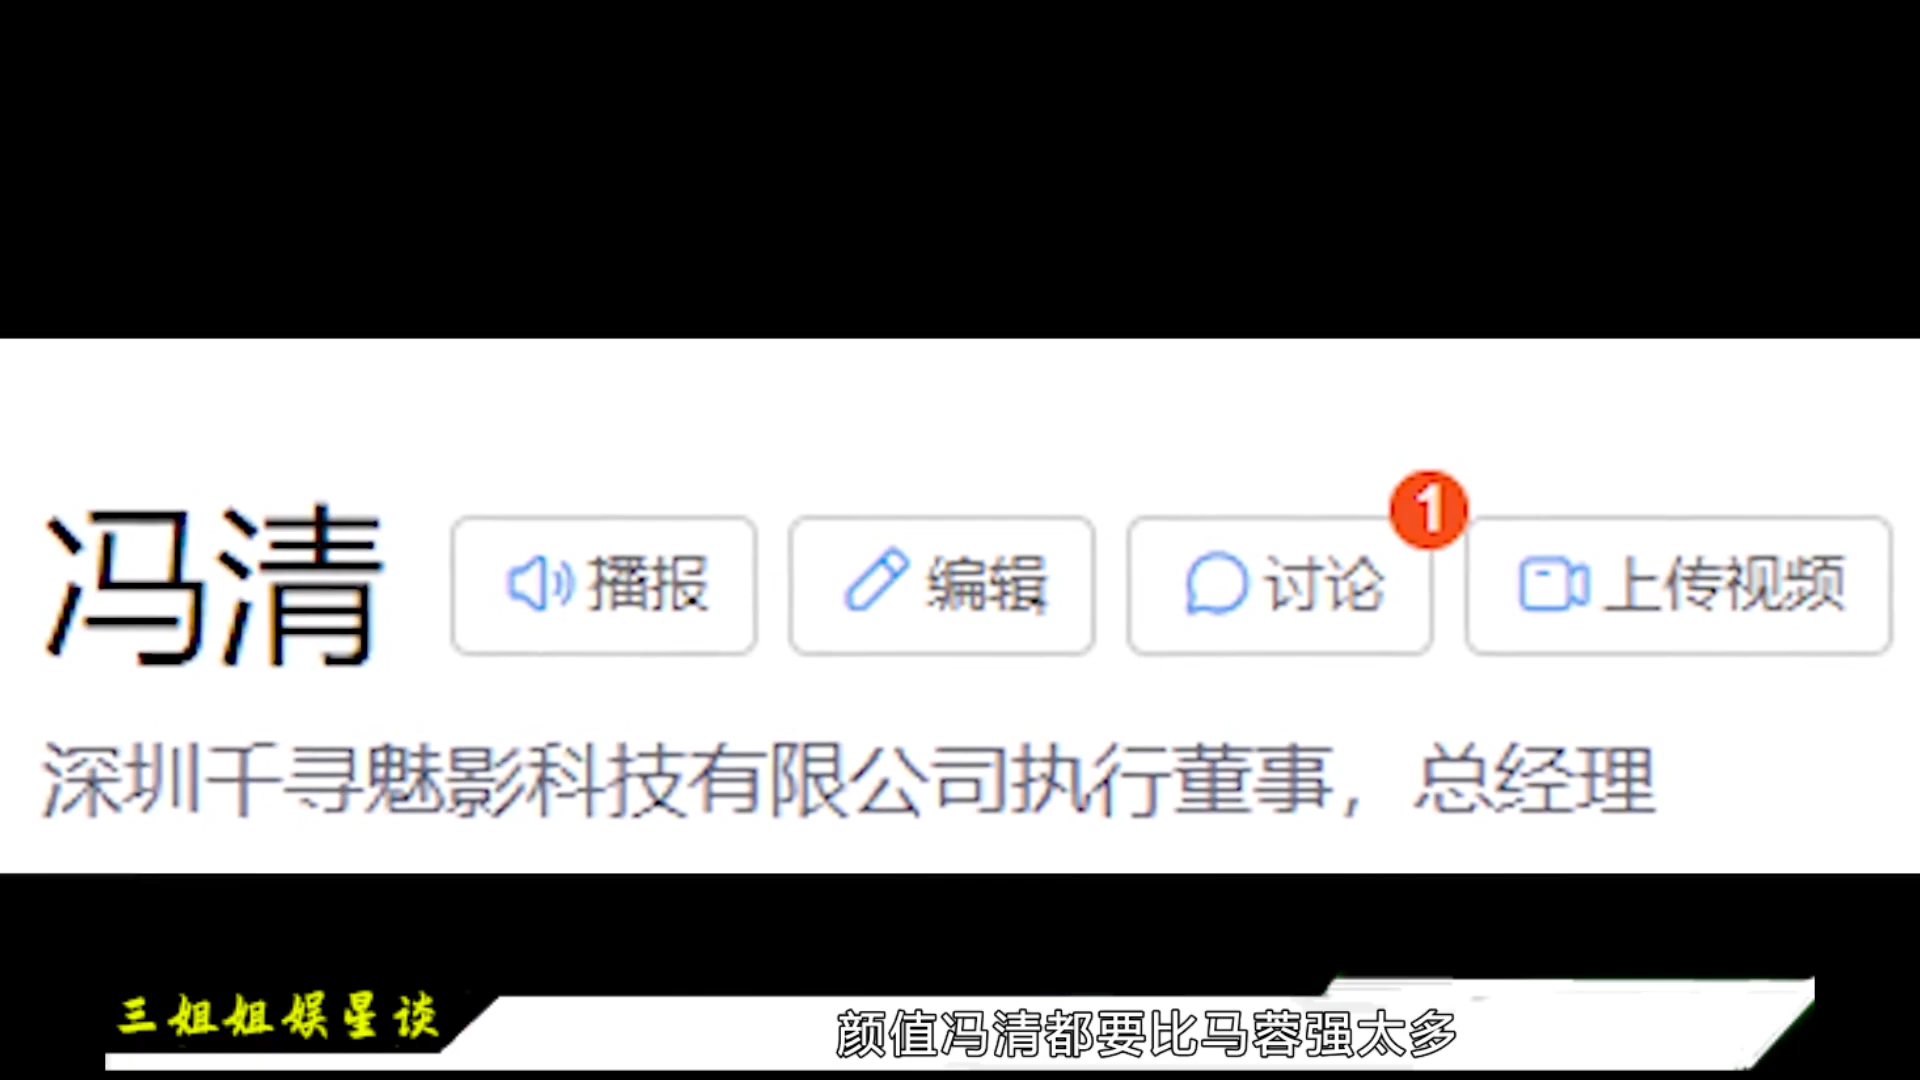 冯清
播报
编辑
讨论
1
上传视频
深圳千寻魅影科技有限公司执行董事，总经理
三姐姐娱星谈
颜值冯清都要比马蓉强太多